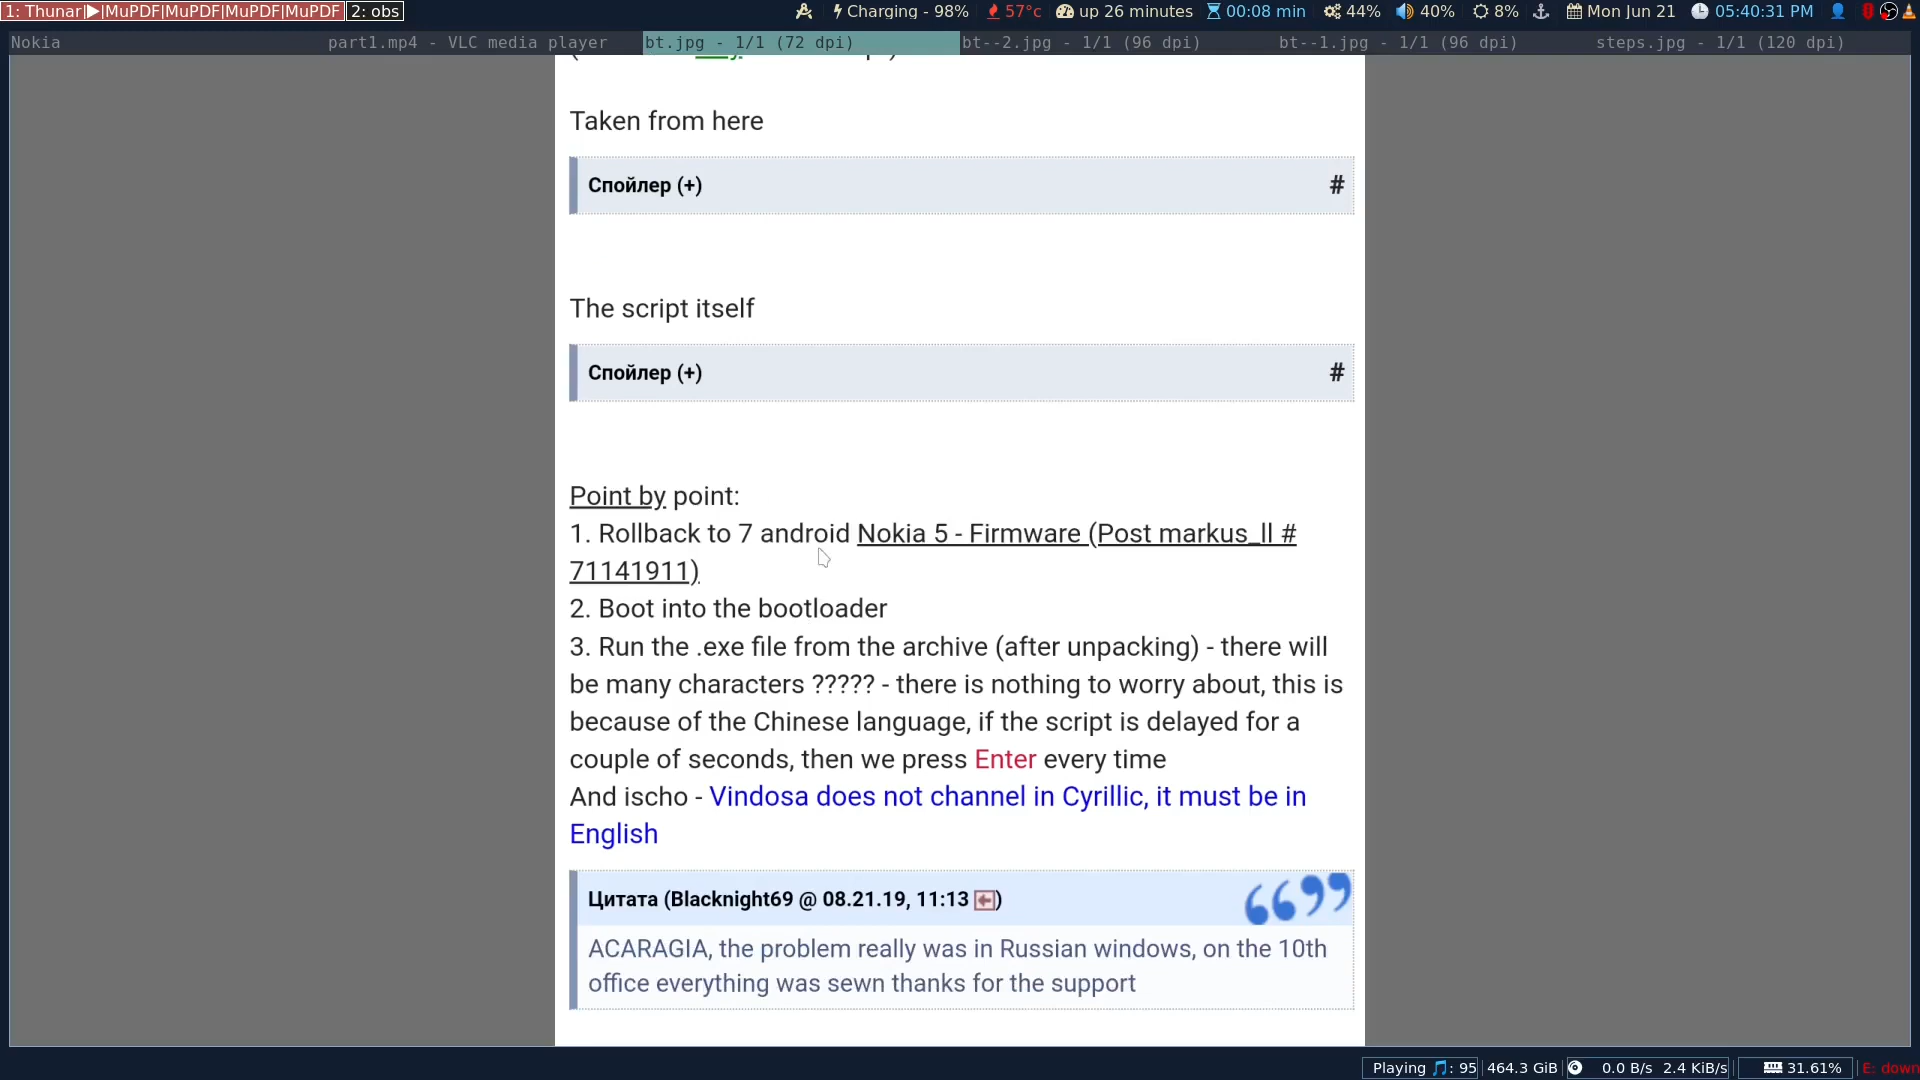 1: Thunar|▶|MuPDF|MuPDF|MuPDF|MuPDF 2: obs Charging - 98% 57°c up 26 minutes 00:08 min 44% 40% 8% Mon Jun 21 05:40:31 PM
Nokia part1.mp4 - VLC media player bt.jpg - 1/1 (72 dpi) bt--2.jpg - 1/1 (96 dpi) bt--1.jpg - 1/1 (96 dpi) steps.jpg - 1/1 (120 dpi)
Taken from here
Спойлер (+) #
The script itself
Спойлер (+) #
Point by point:
1. Rollback to 7 android Nokia 5 - Firmware (Post markus_ll #
71141911)
2. Boot into the bootloader
3. Run the .exe file from the archive (after unpacking) - there will
be many characters ????? - there is nothing to worry about, this is
because of the Chinese language, if the script is delayed for a
couple of seconds, then we press Enter every time
And ischo - Vindosa does not channel in Cyrillic, it must be in
English
Цитата (Blacknight69 @ 08.21.19, 11:13 )
ACARAGIA, the problem really was in Russian windows, on the 10th
office everything was sewn thanks for the support
Playing : 95 464.3 GiB 0.0 B/s 2.4 KiB/s 31.61% E: down